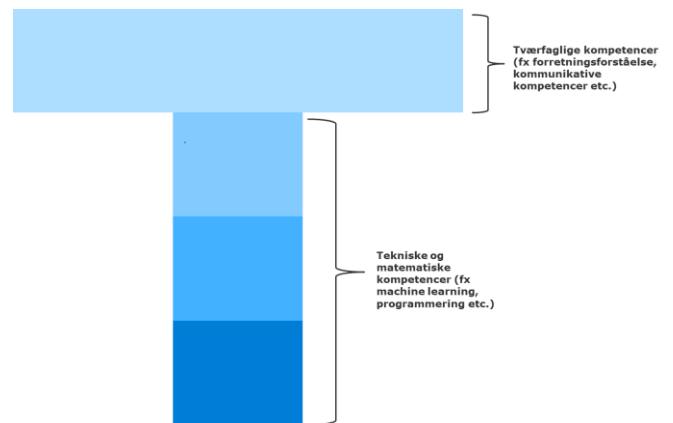 Tværfaglige kompetencer
(fx forretningsforståelse,
kommunikative
kompetencer etc.)
Tekniske og
matematiske
kompetencer (fx
machine learning,
programmering etc.)